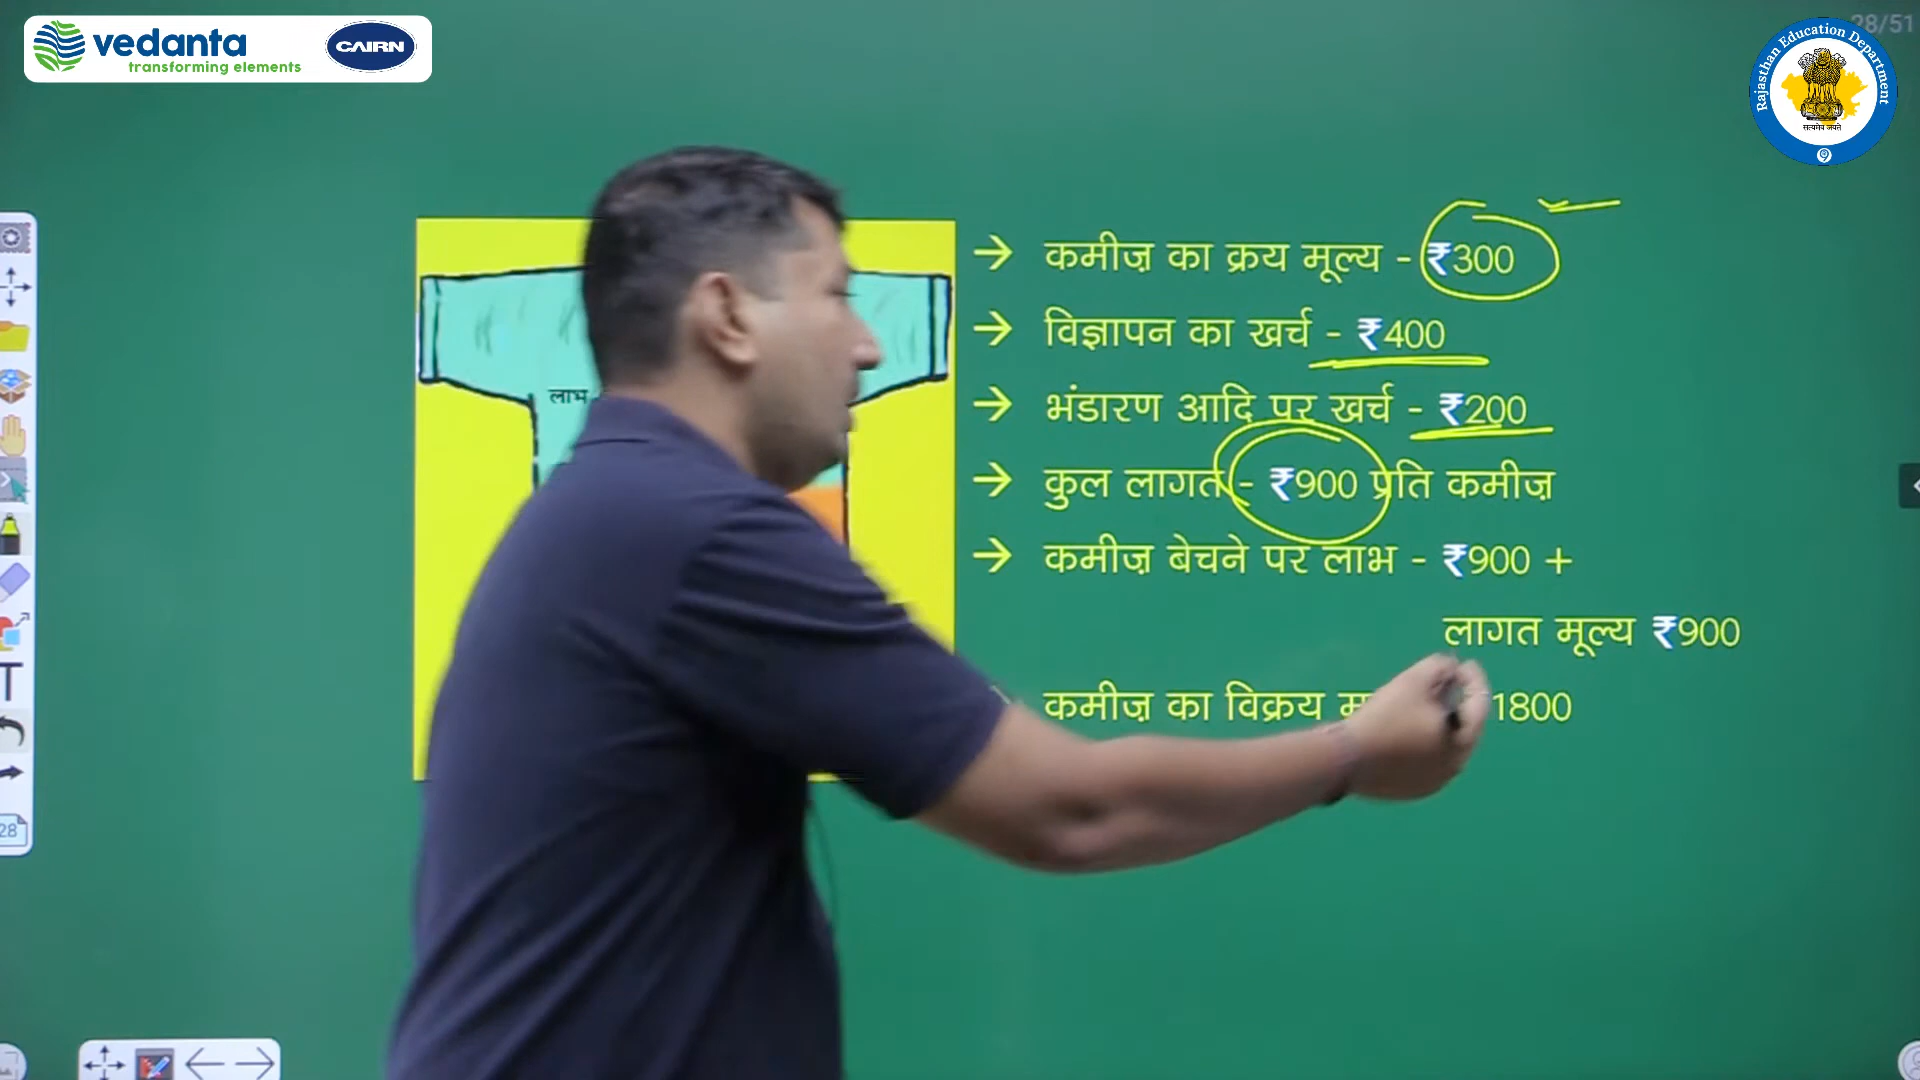 vedanta
transforming elements
CAIRN
28/51
Rajasthan Education Department
सत्यमेव जयते
→ कमीज़ का क्रय मूल्य - ₹300
→ विज्ञापन का खर्च - ₹400
लाभ
→ भंडारण आदि पर खर्च - ₹200
→ कुल लागत - ₹900 प्रति कमीज़
→ कमीज़ बेचने पर लाभ - ₹900 +
लागत मूल्य ₹900
कमीज़ का विक्रय 1800
T
28